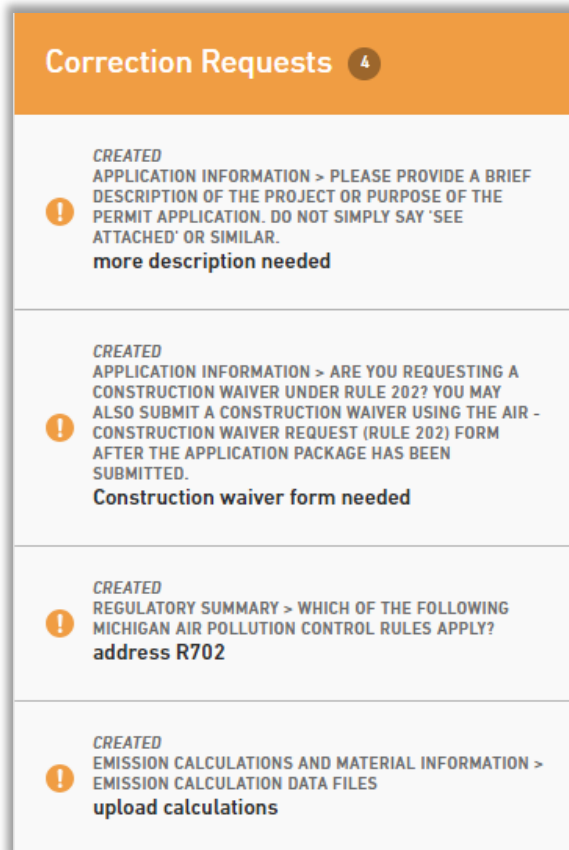 Correction Requests 4
CREATED
APPLICATION INFORMATION > PLEASE PROVIDE A BRIEF
DESCRIPTION OF THE PROJECT OR PURPOSE OF THE
PERMIT APPLICATION. DO NOT SIMPLY SAY 'SEE
ATTACHED' OR SIMILAR.
more description needed
CREATED
APPLICATION INFORMATION > ARE YOU REQUESTING A
CONSTRUCTION WAIVER UNDER RULE 202? YOU MAY
ALSO SUBMIT A CONSTRUCTION WAIVER USING THE AIR -
CONSTRUCTION WAIVER REQUEST (RULE 202) FORM
AFTER THE APPLICATION PACKAGE HAS BEEN
SUBMITTED.
Construction waiver form needed
CREATED
REGULATORY SUMMARY > WHICH OF THE FOLLOWING
MICHIGAN AIR POLLUTION CONTROL RULES APPLY?
address R702
CREATED
EMISSION CALCULATIONS AND MATERIAL INFORMATION >
EMISSION CALCULATION DATA FILES
upload calculations